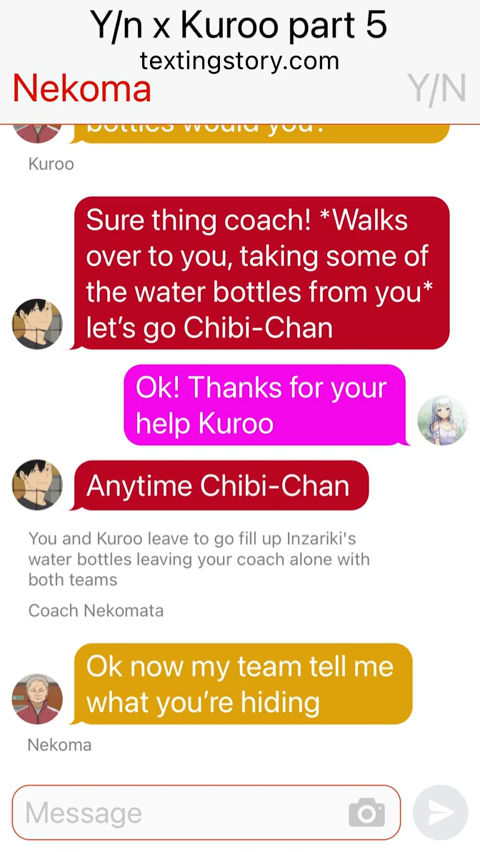 Y/n x Kuroo part 5
textingstory.com
Nekoma
Y/N
bottles would you?
Kuroo
Sure thing coach! *Walks
over to you, taking some of
the water bottles from you*
let's go Chibi-Chan
Ok! Thanks for your
help Kuroo
Anytime Chibi-Chan
You and Kuroo leave to go fill up Inzariki's
water bottles leaving your coach alone with
both teams
Coach Nekomata
Ok now my team tell me
what you're hiding
Nekoma
Message